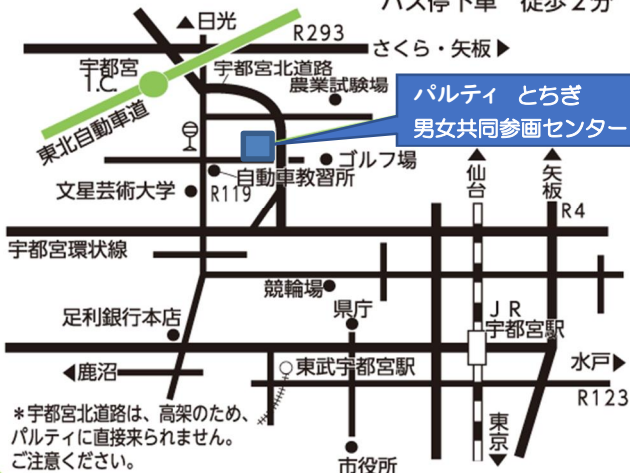 バス停下車 徒歩2分
▲日光
R293
さくら・矢板▶
宇都宮
I.C.
宇都宮北道路
農業試験場
パルティ とちぎ
男女共同参画センター
東北自動車道
ゴルフ場
自動車教習所
文星芸術大学
R119
▲仙台
▲矢板
R4
宇都宮環状線
競輪場
県庁
足利銀行本店
JR
宇都宮駅
◀鹿沼
東武宇都宮駅
水戸▶
R123
東京▼
市役所
＊宇都宮北道路は、高架のため、
パルティに直接来られません。
ご注意ください。